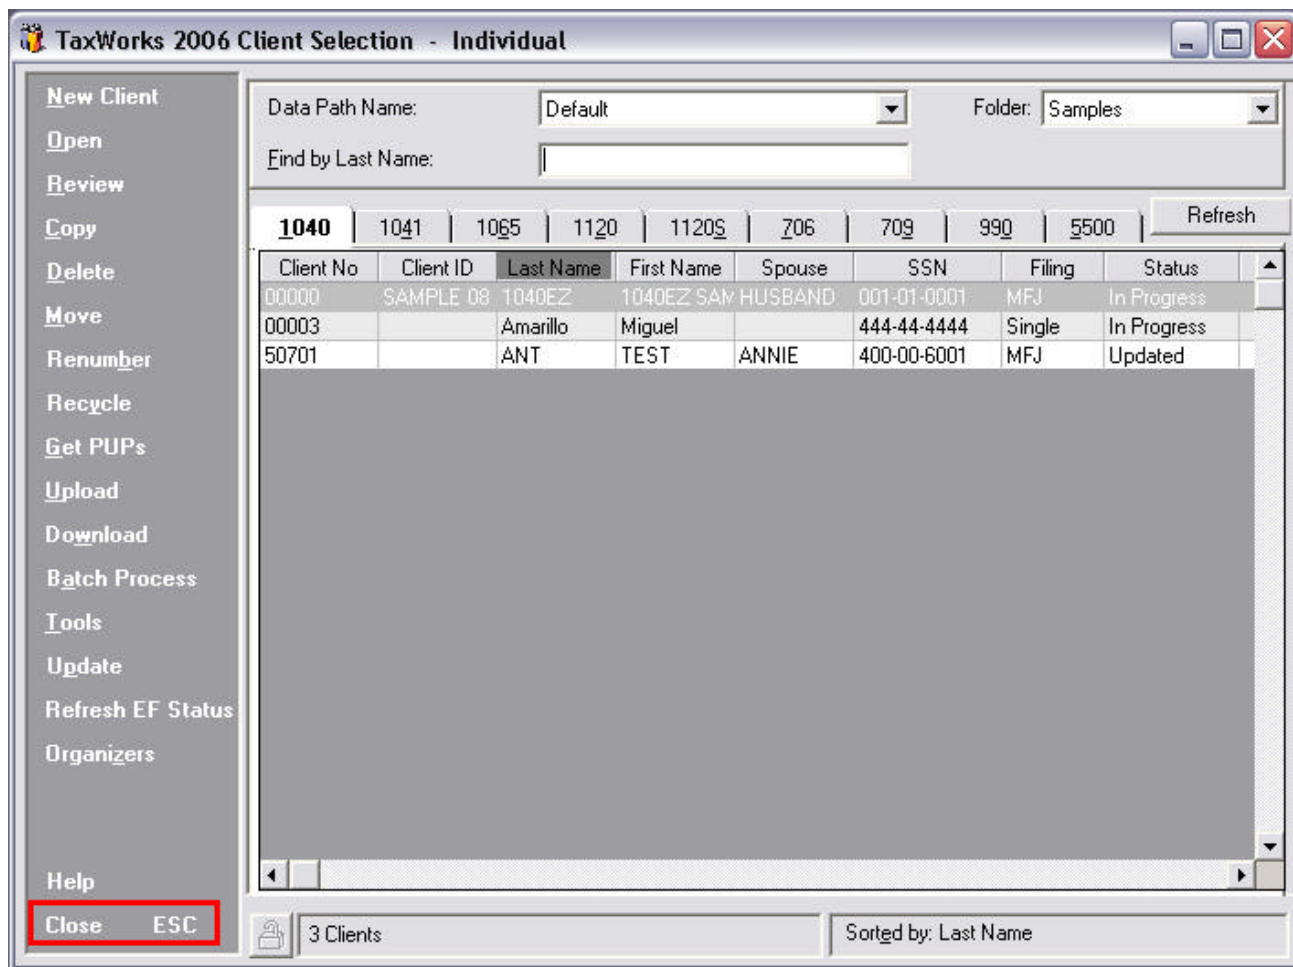 TaxWorks 2006 Client Selection - Individual
New Client
Open
Review
Copy
Delete
Move
Renumber
Recycle
Get PUPs
Upload
Download
Batch Process
Tools
Update
Refresh EF Status
Organizers
Help
Close ESC
Data Path Name: Default Folder: Samples
Find by Last Name:
1040 1041 1065 1120 1120S 706 709 990 5500 Refresh
Client No Client ID Last Name First Name Spouse SSN Filing Status
00000 SAMPLE 08 1040EZ 1040EZ SAM HUSBAND 001-01-0001 MFJ In Progress
00003 Amarillo Miguel 444-44-4444 Single In Progress
50701 ANT TEST ANNIE 400-00-6001 MFJ Updated
3 Clients Sorted by: Last Name